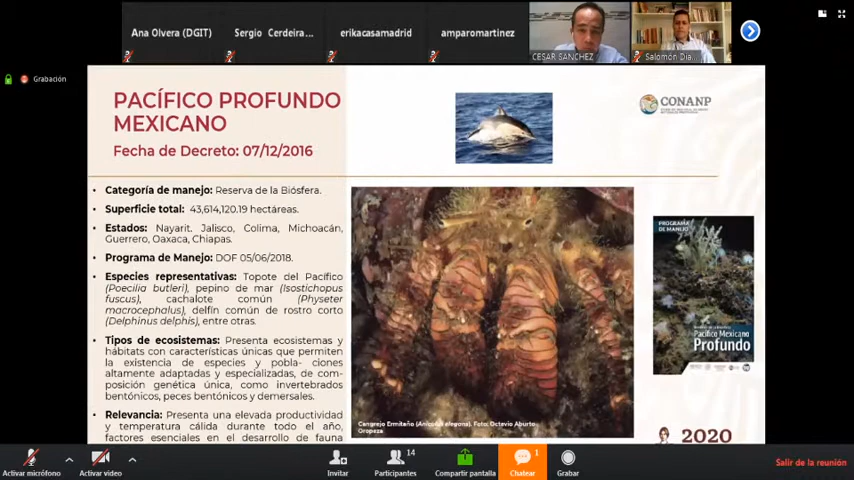 Ana Olvera (DGIT)
Sergio Cerdeira...
erikacasamadrid
amparomartinez
CESAR SANCHEZ
Salomón Dia...
Grabación
PACÍFICO PROFUNDO
MEXICANO
Fecha de Decreto: 07/12/2016
CONANP
• Categoría de manejo: Reserva de la Biósfera.
• Superficie total: 43,614,120.19 hectáreas.
• Estados: Nayarit, Jalisco, Colima, Michoacán,
Guerrero, Oaxaca, Chiapas.
• Programa de Manejo: DOF 05/06/2018.
• Especies representativas: Topote del Pacífico
(Poecilia butleri), pepino de mar (Isostichopus
fuscus), cachalote común (Physeter
macrocephalus), delfín común de rostro corto
(Delphinus delphis), entre otras.
• Tipos de ecosistemas: Presenta ecosistemas y
hábitats con características únicas que permiten
la existencia de especies y pobla- ciones
altamente adaptadas y especializadas, de com-
posición genética única, como invertebrados
bentónicos, peces bentónicos y demersales.
• Relevancia: Presenta una elevada productividad
y temperatura cálida durante todo el año,
factores esenciales en el desarrollo de fauna
Cangrejo Ermitaño (Aniculus elegans). Foto: Octavio Aburto
Oropeza
PROGRAMA
DE MANEJO
Pacífico Mexicano
Profundo
2020
Activar micrófono
Activar video
Invitar
14
Participantes
Compartir pantalla
1
Chatear
Grabar
Salir de la reunión